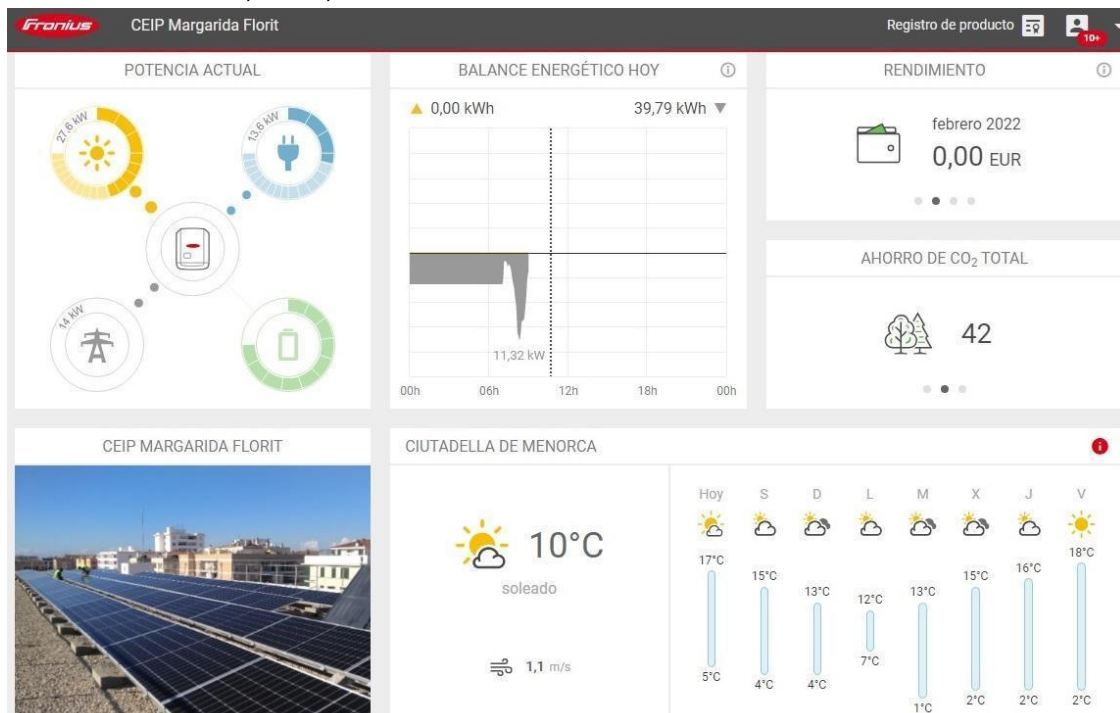 Fronius
CEIP Margarida Florit
Registro de producto
10+
POTENCIA ACTUAL
27,6 kW
13,6 kW
14 kW
BALANCE ENERGÉTICO HOY
0,00 kWh
39,79 kWh
11,32 kW
00h 06h 12h 18h 00h
RENDIMIENTO
febrero 2022
0,00 EUR
AHORRO DE CO₂ TOTAL
42
CEIP MARGARIDA FLORIT
CIUTADELLA DE MENORCA
10°C
soleado
1,1 m/s
Hoy S D L M X J V
17°C 15°C 13°C 12°C 13°C 15°C 16°C 18°C
5°C 4°C 4°C 7°C 1°C 2°C 2°C 2°C